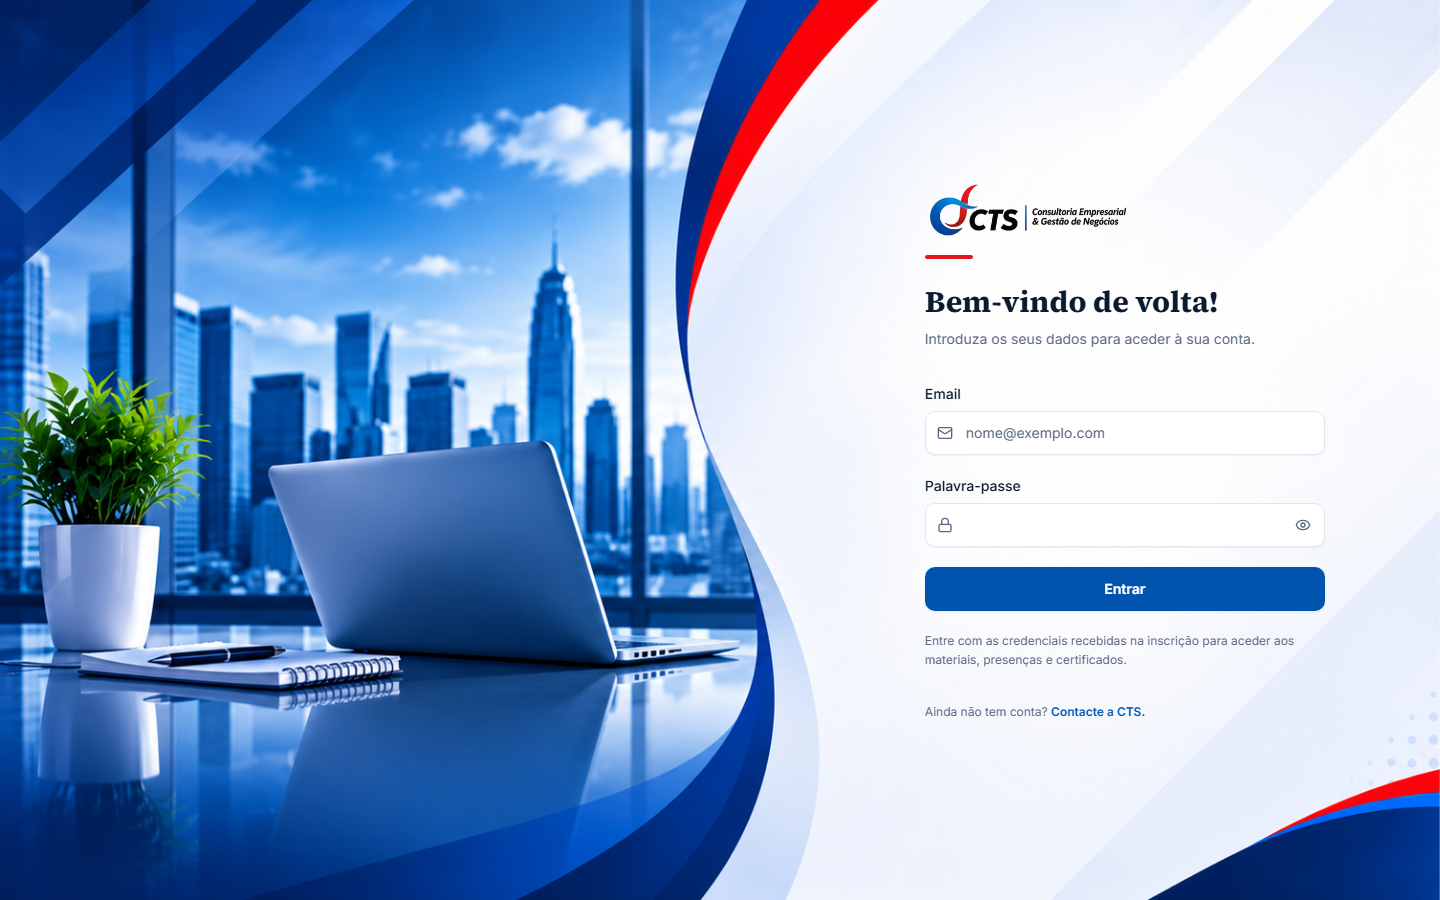 CTS
Consultoria Empresarial
& Gestão de Negócios
Bem-vindo de volta!
Introduza os seus dados para aceder à sua conta.
Email
nome@exemplo.com
Palavra-passe
Entrar
Entre com as credenciais recebidas na inscrição para aceder aos
materiais, presenças e certificados.
Ainda não tem conta? Contacte a CTS.